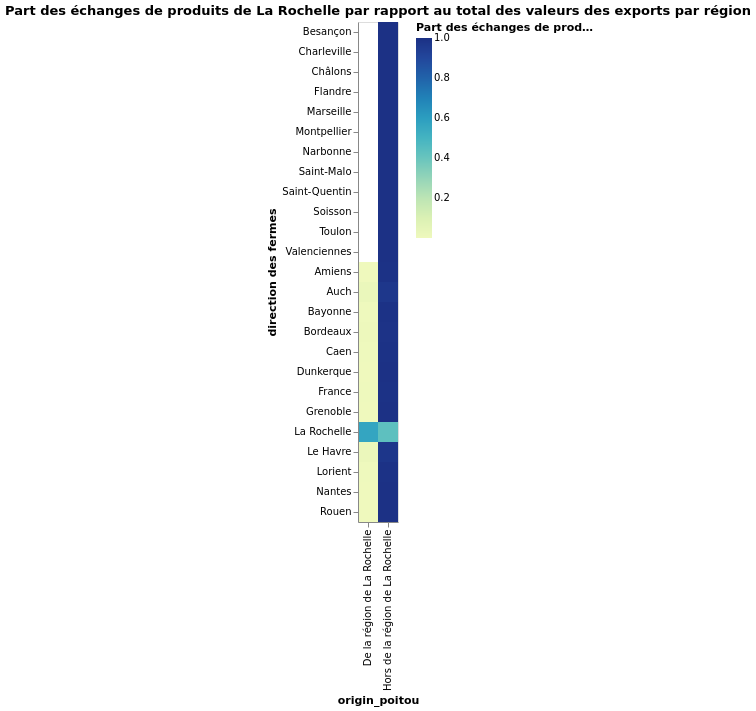 Part des échanges de produits de La Rochelle par rapport au total des valeurs des exports par région
Part des échanges de prod…
1.0
0.8
0.6
0.4
0.2
direction des fermes
Besançon
Charleville
Châlons
Flandre
Marseille
Montpellier
Narbonne
Saint-Malo
Saint-Quentin
Soisson
Toulon
Valenciennes
Amiens
Auch
Bayonne
Bordeaux
Caen
Dunkerque
France
Grenoble
La Rochelle
Le Havre
Lorient
Nantes
Rouen
De la région de La Rochelle
Hors de la région de La Rochelle
origin_poitou